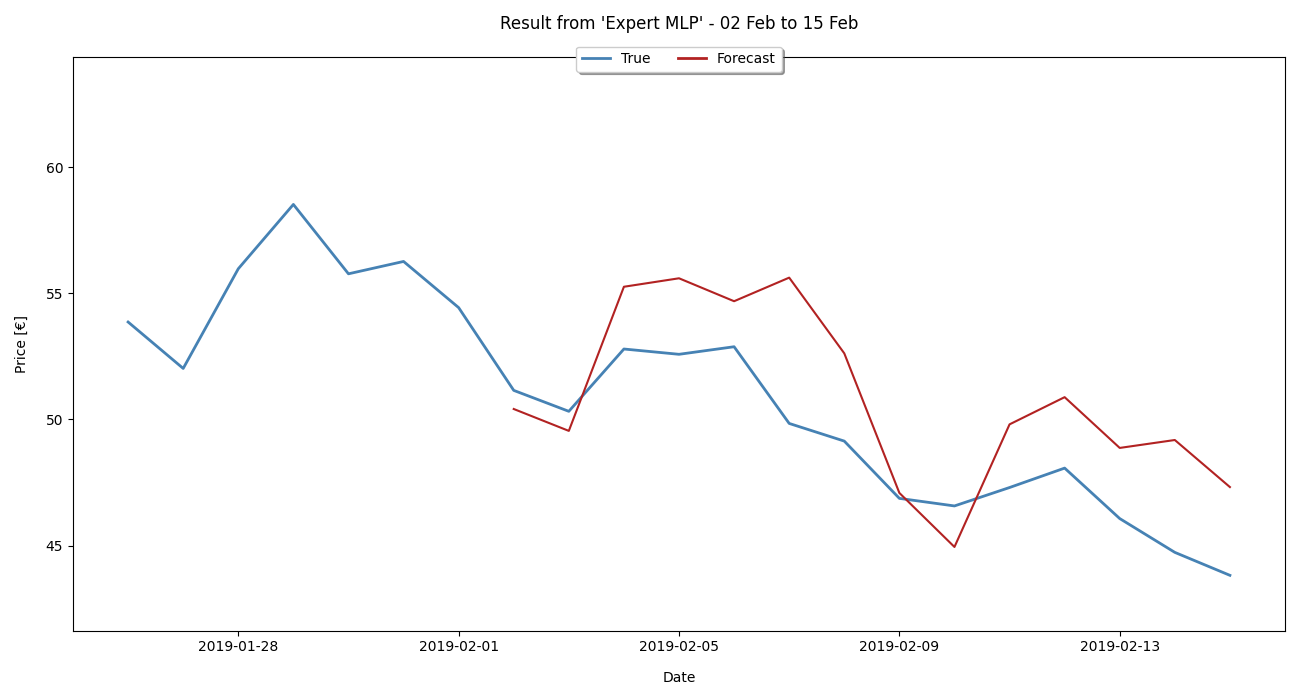 Result from 'Expert MLP' - 02 Feb to 15 Feb
True Forecast
60
55
50
45
Price [€]
2019-01-28 2019-02-01 2019-02-05 2019-02-09 2019-02-13
Date